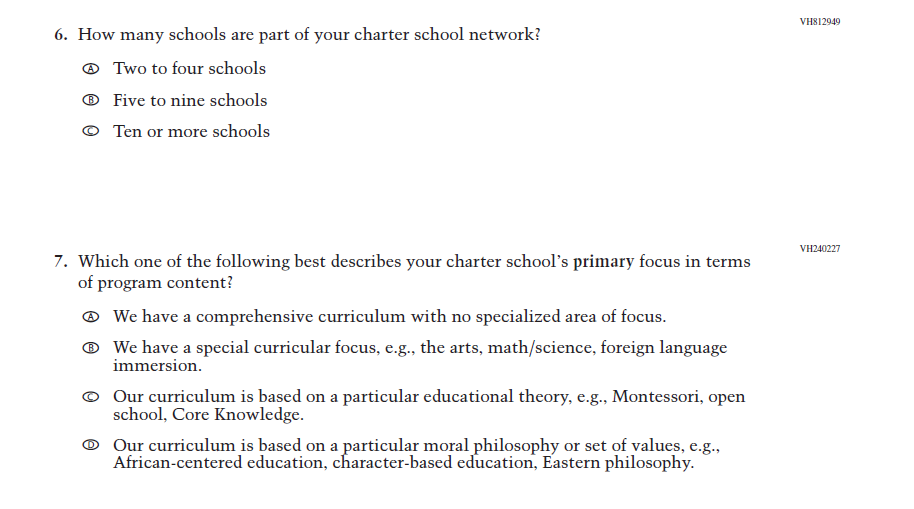 VH812949
6. How many schools are part of your charter school network?
A Two to four schools
B Five to nine schools
C Ten or more schools
VH240227
7. Which one of the following best describes your charter school’s primary focus in terms
of program content?
A We have a comprehensive curriculum with no specialized area of focus.
B We have a special curricular focus, e.g., the arts, math/science, foreign language
immersion.
C Our curriculum is based on a particular educational theory, e.g., Montessori, open
school, Core Knowledge.
D Our curriculum is based on a particular moral philosophy or set of values, e.g.,
African-centered education, character-based education, Eastern philosophy.